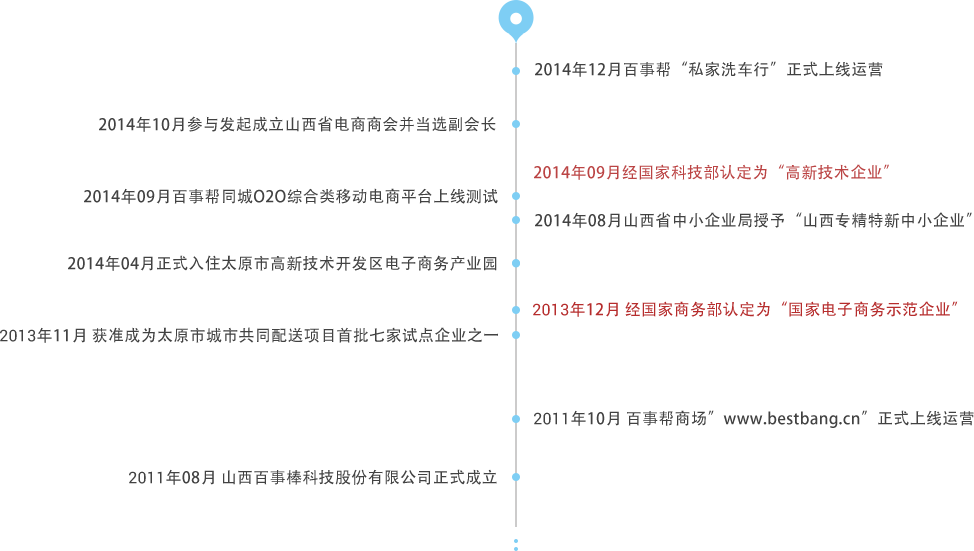 2014年12月百事帮“私家洗车行”正式上线运营
2014年10月参与发起成立山西省电商商会并当选副会长
2014年09月经国家科技部认定为“高新技术企业”
2014年09月百事帮同城O2O综合类移动电商平台上线测试
2014年08月山西省中小企业局授予“山西专精特新中小企业”
2014年04月正式入住太原市高新技术开发区电子商务产业园
2013年12月 经国家商务部认定为“国家电子商务示范企业”
2013年11月 获准成为太原市城市共同配送项目首批七家试点企业之一
2011年10月 百事帮商场”www.bestbang.cn”正式上线运营
2011年08月 山西百事棒科技股份有限公司正式成立